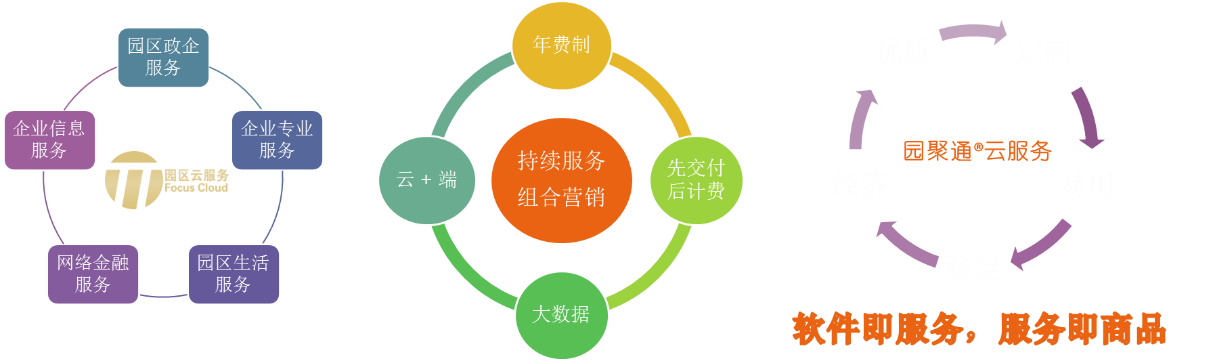 园区政企
服务
企业信息
服务
企业专业
服务
园区云服务
Focus Cloud
网络金融
服务
园区生活
服务
年费制
云 + 端
持续服务
组合营销
先交付
后计费
大数据
园聚通®云服务
软件即服务，服务即商品